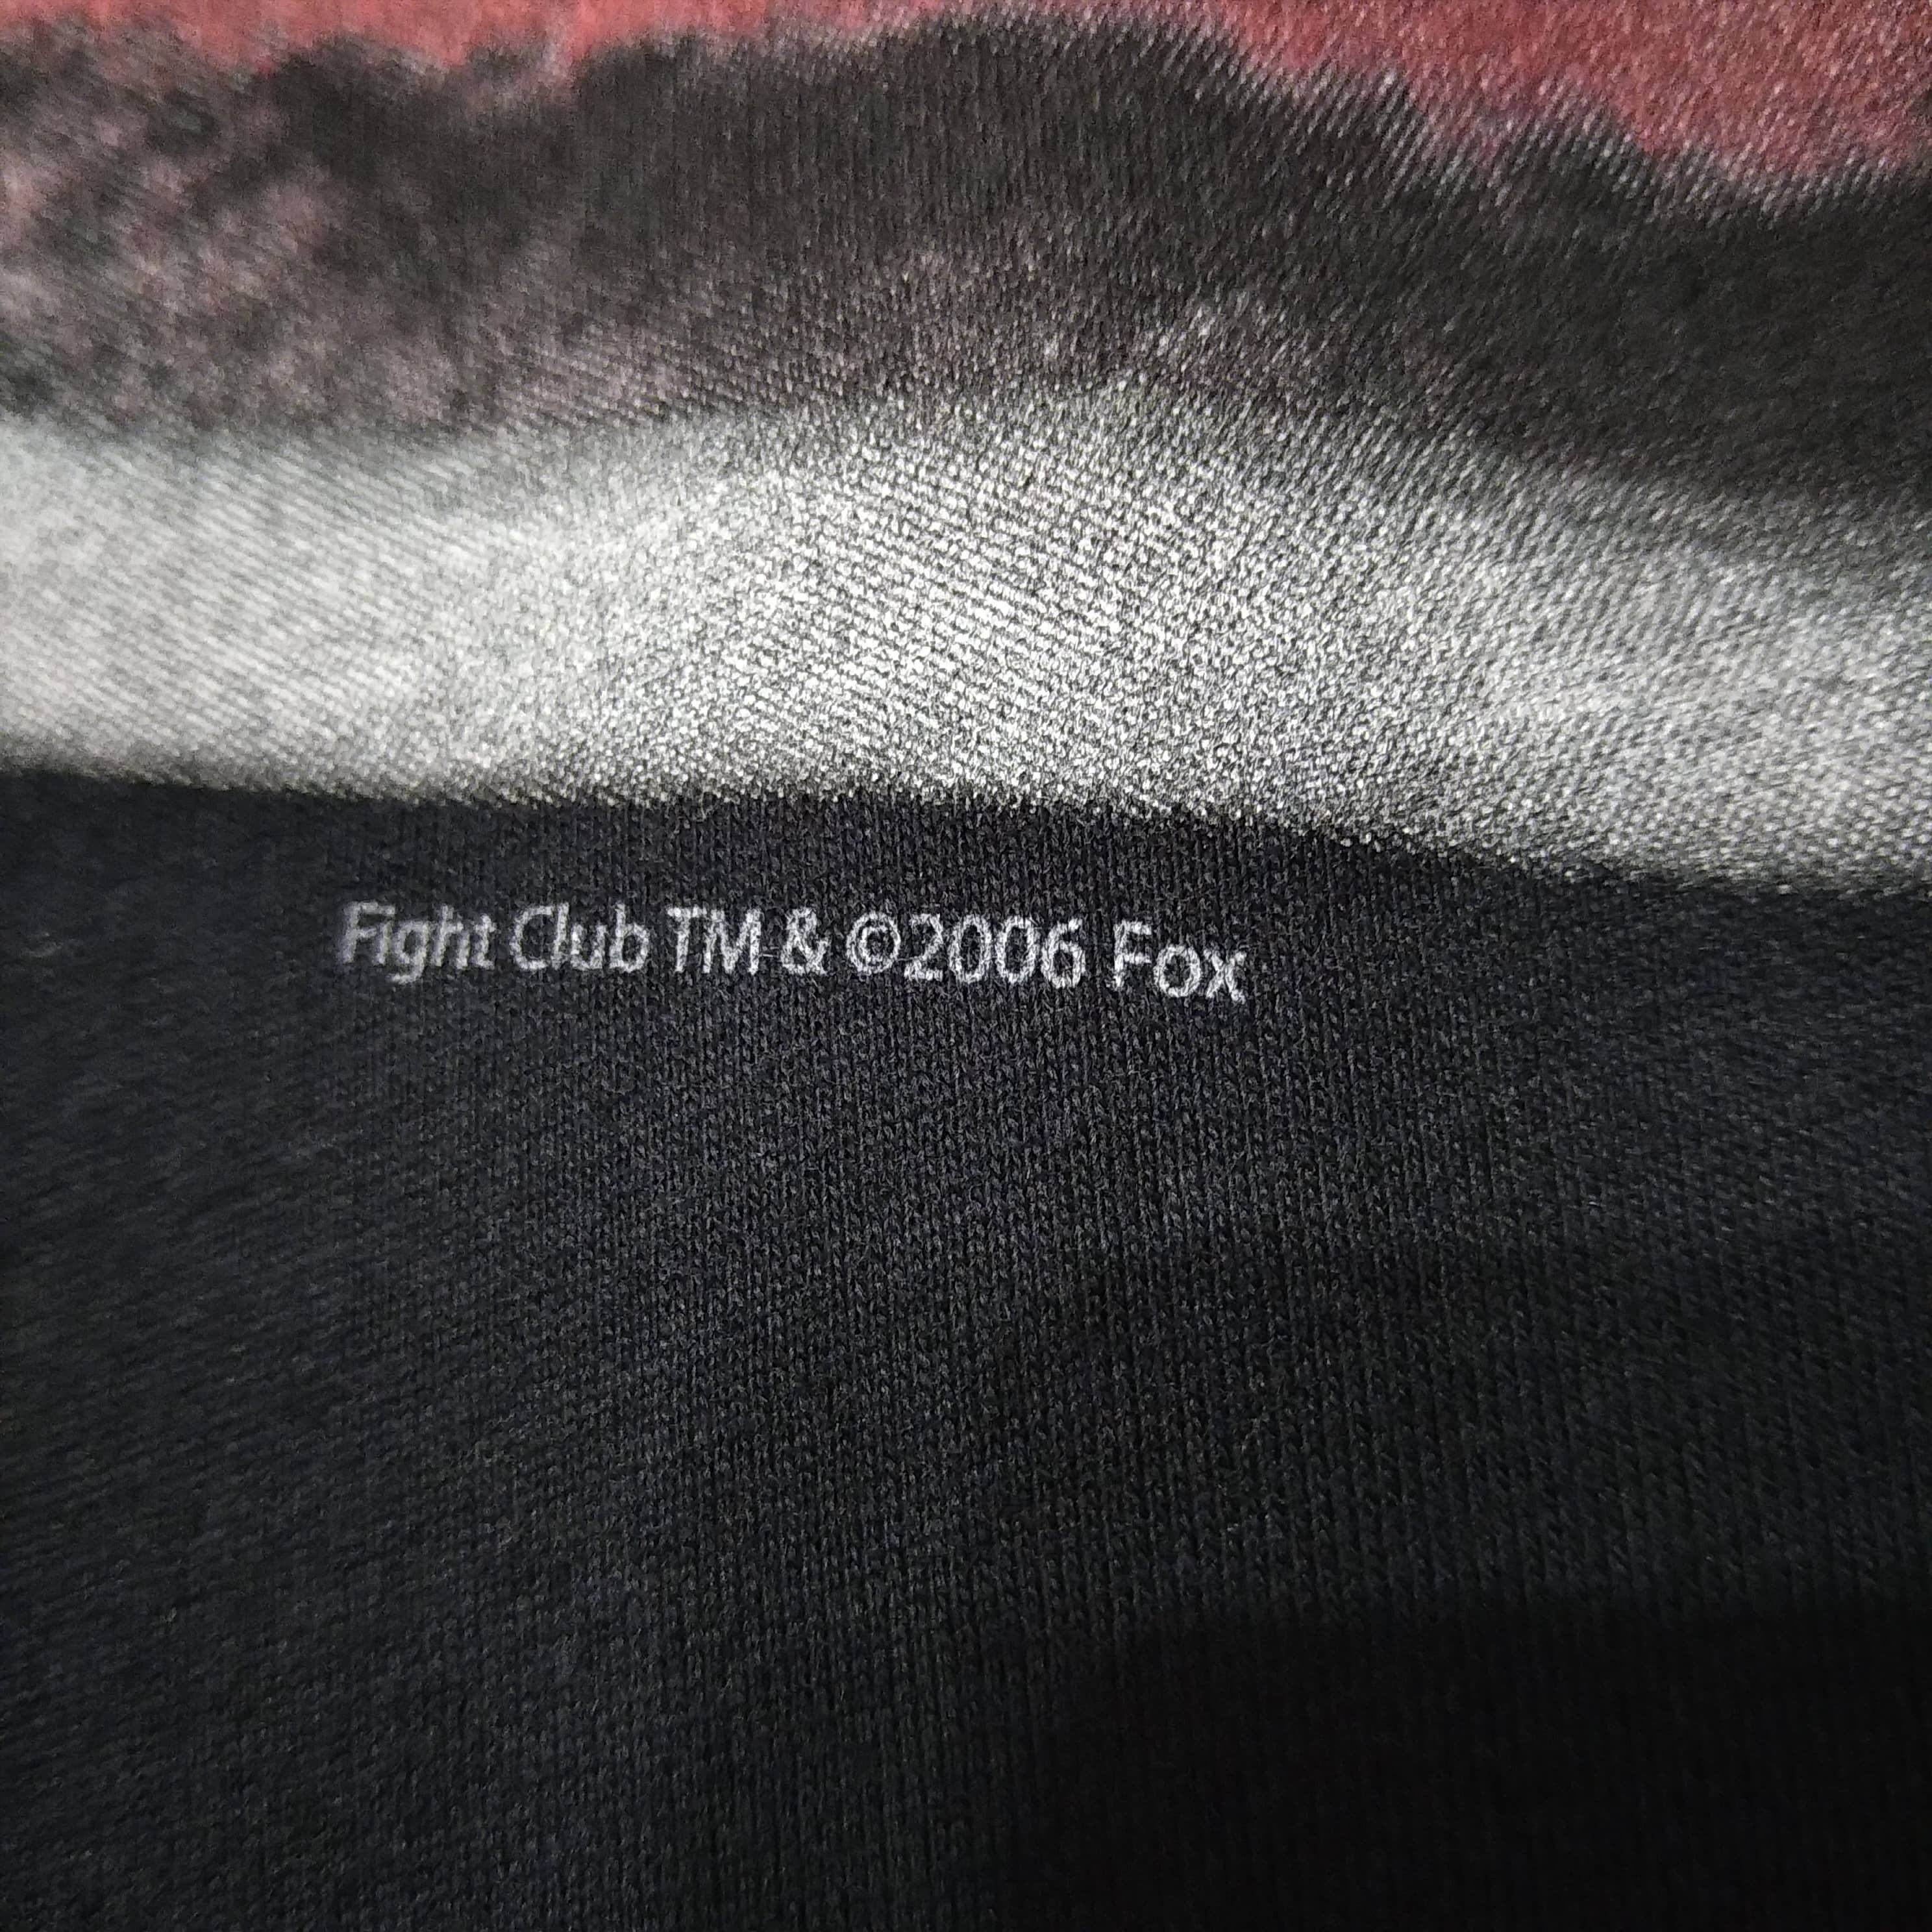 Fight Club TM & ©2006 Fox